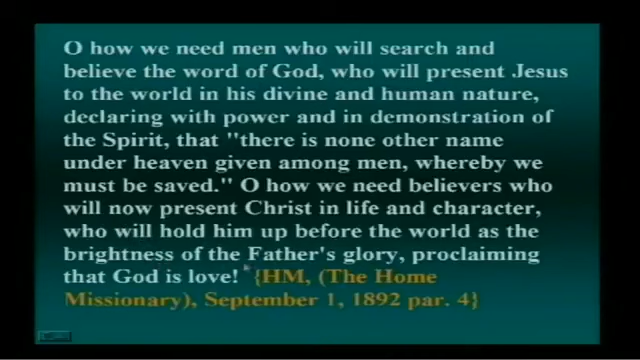 O how we need men who will search and
believe the word of God, who will present Jesus
to the world in his divine and human nature,
declaring with power and in demonstration of
the Spirit, that "there is none other name
under heaven given among men, whereby we
must be saved." O how we need believers who
will now present Christ in life and character,
who will hold him up before the world as the
brightness of the Father's glory, proclaiming
that God is love! {HM, (The Home
Missionary), September 1, 1892 par. 4}